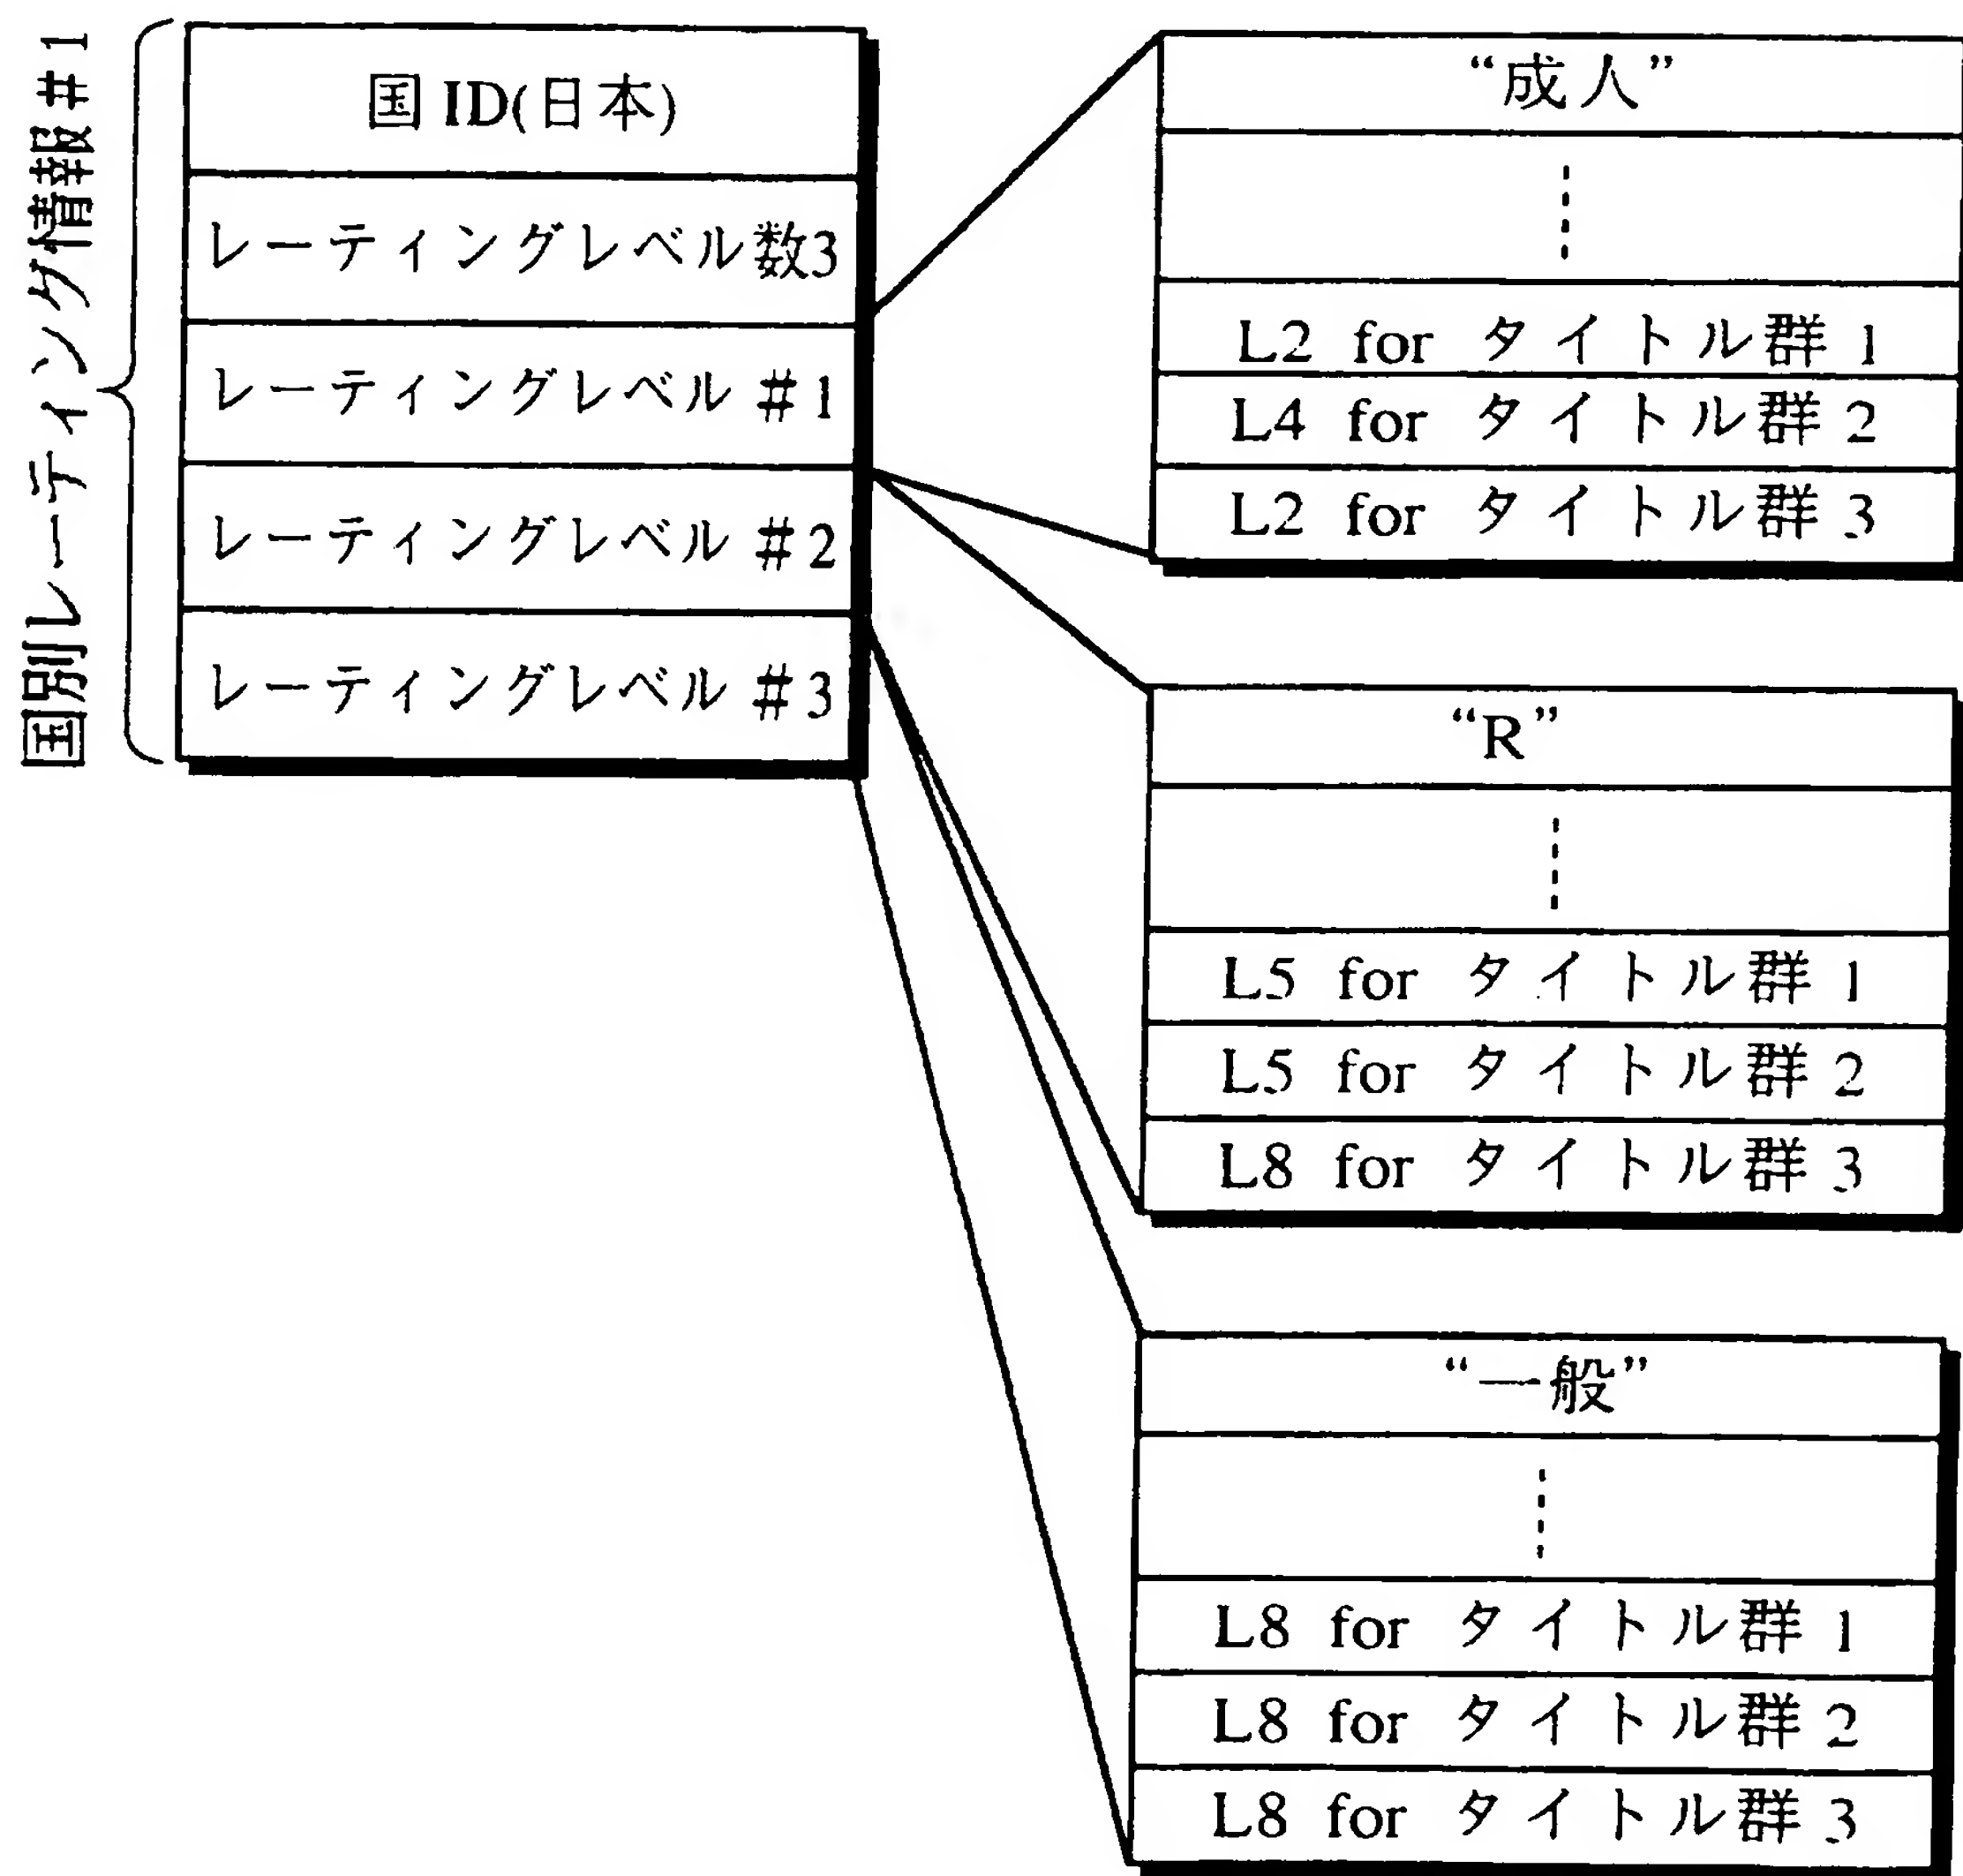 国別レーティング情報#1
国 ID(日本)
レーティングレベル数3
レーティングレベル #1
レーティングレベル #2
レーティングレベル #3
“成人”
L2 for タイトル群 1
L4 for タイトル群 2
L2 for タイトル群 3
“R”
L5 for タイトル群 1
L5 for タイトル群 2
L8 for タイトル群 3
“一般”
L8 for タイトル群 1
L8 for タイトル群 2
L8 for タイトル群 3